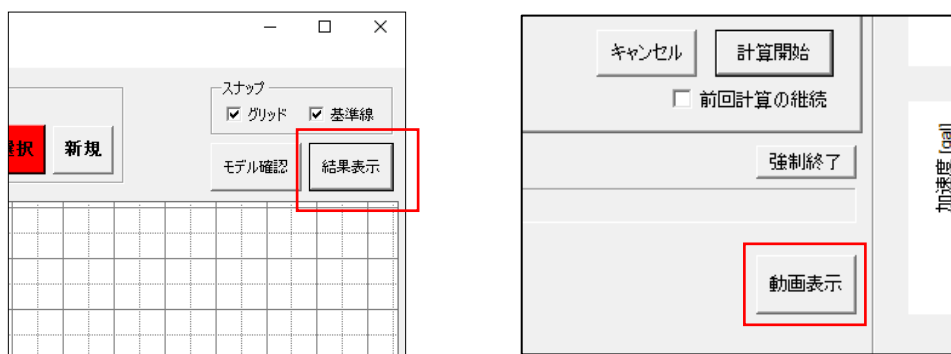 スナップ
グリッド
基準線
択
新規
モデル確認
結果表示
キャンセル
計算開始
前回計算の継続
強制終了
動画表示
加速度 [gal]